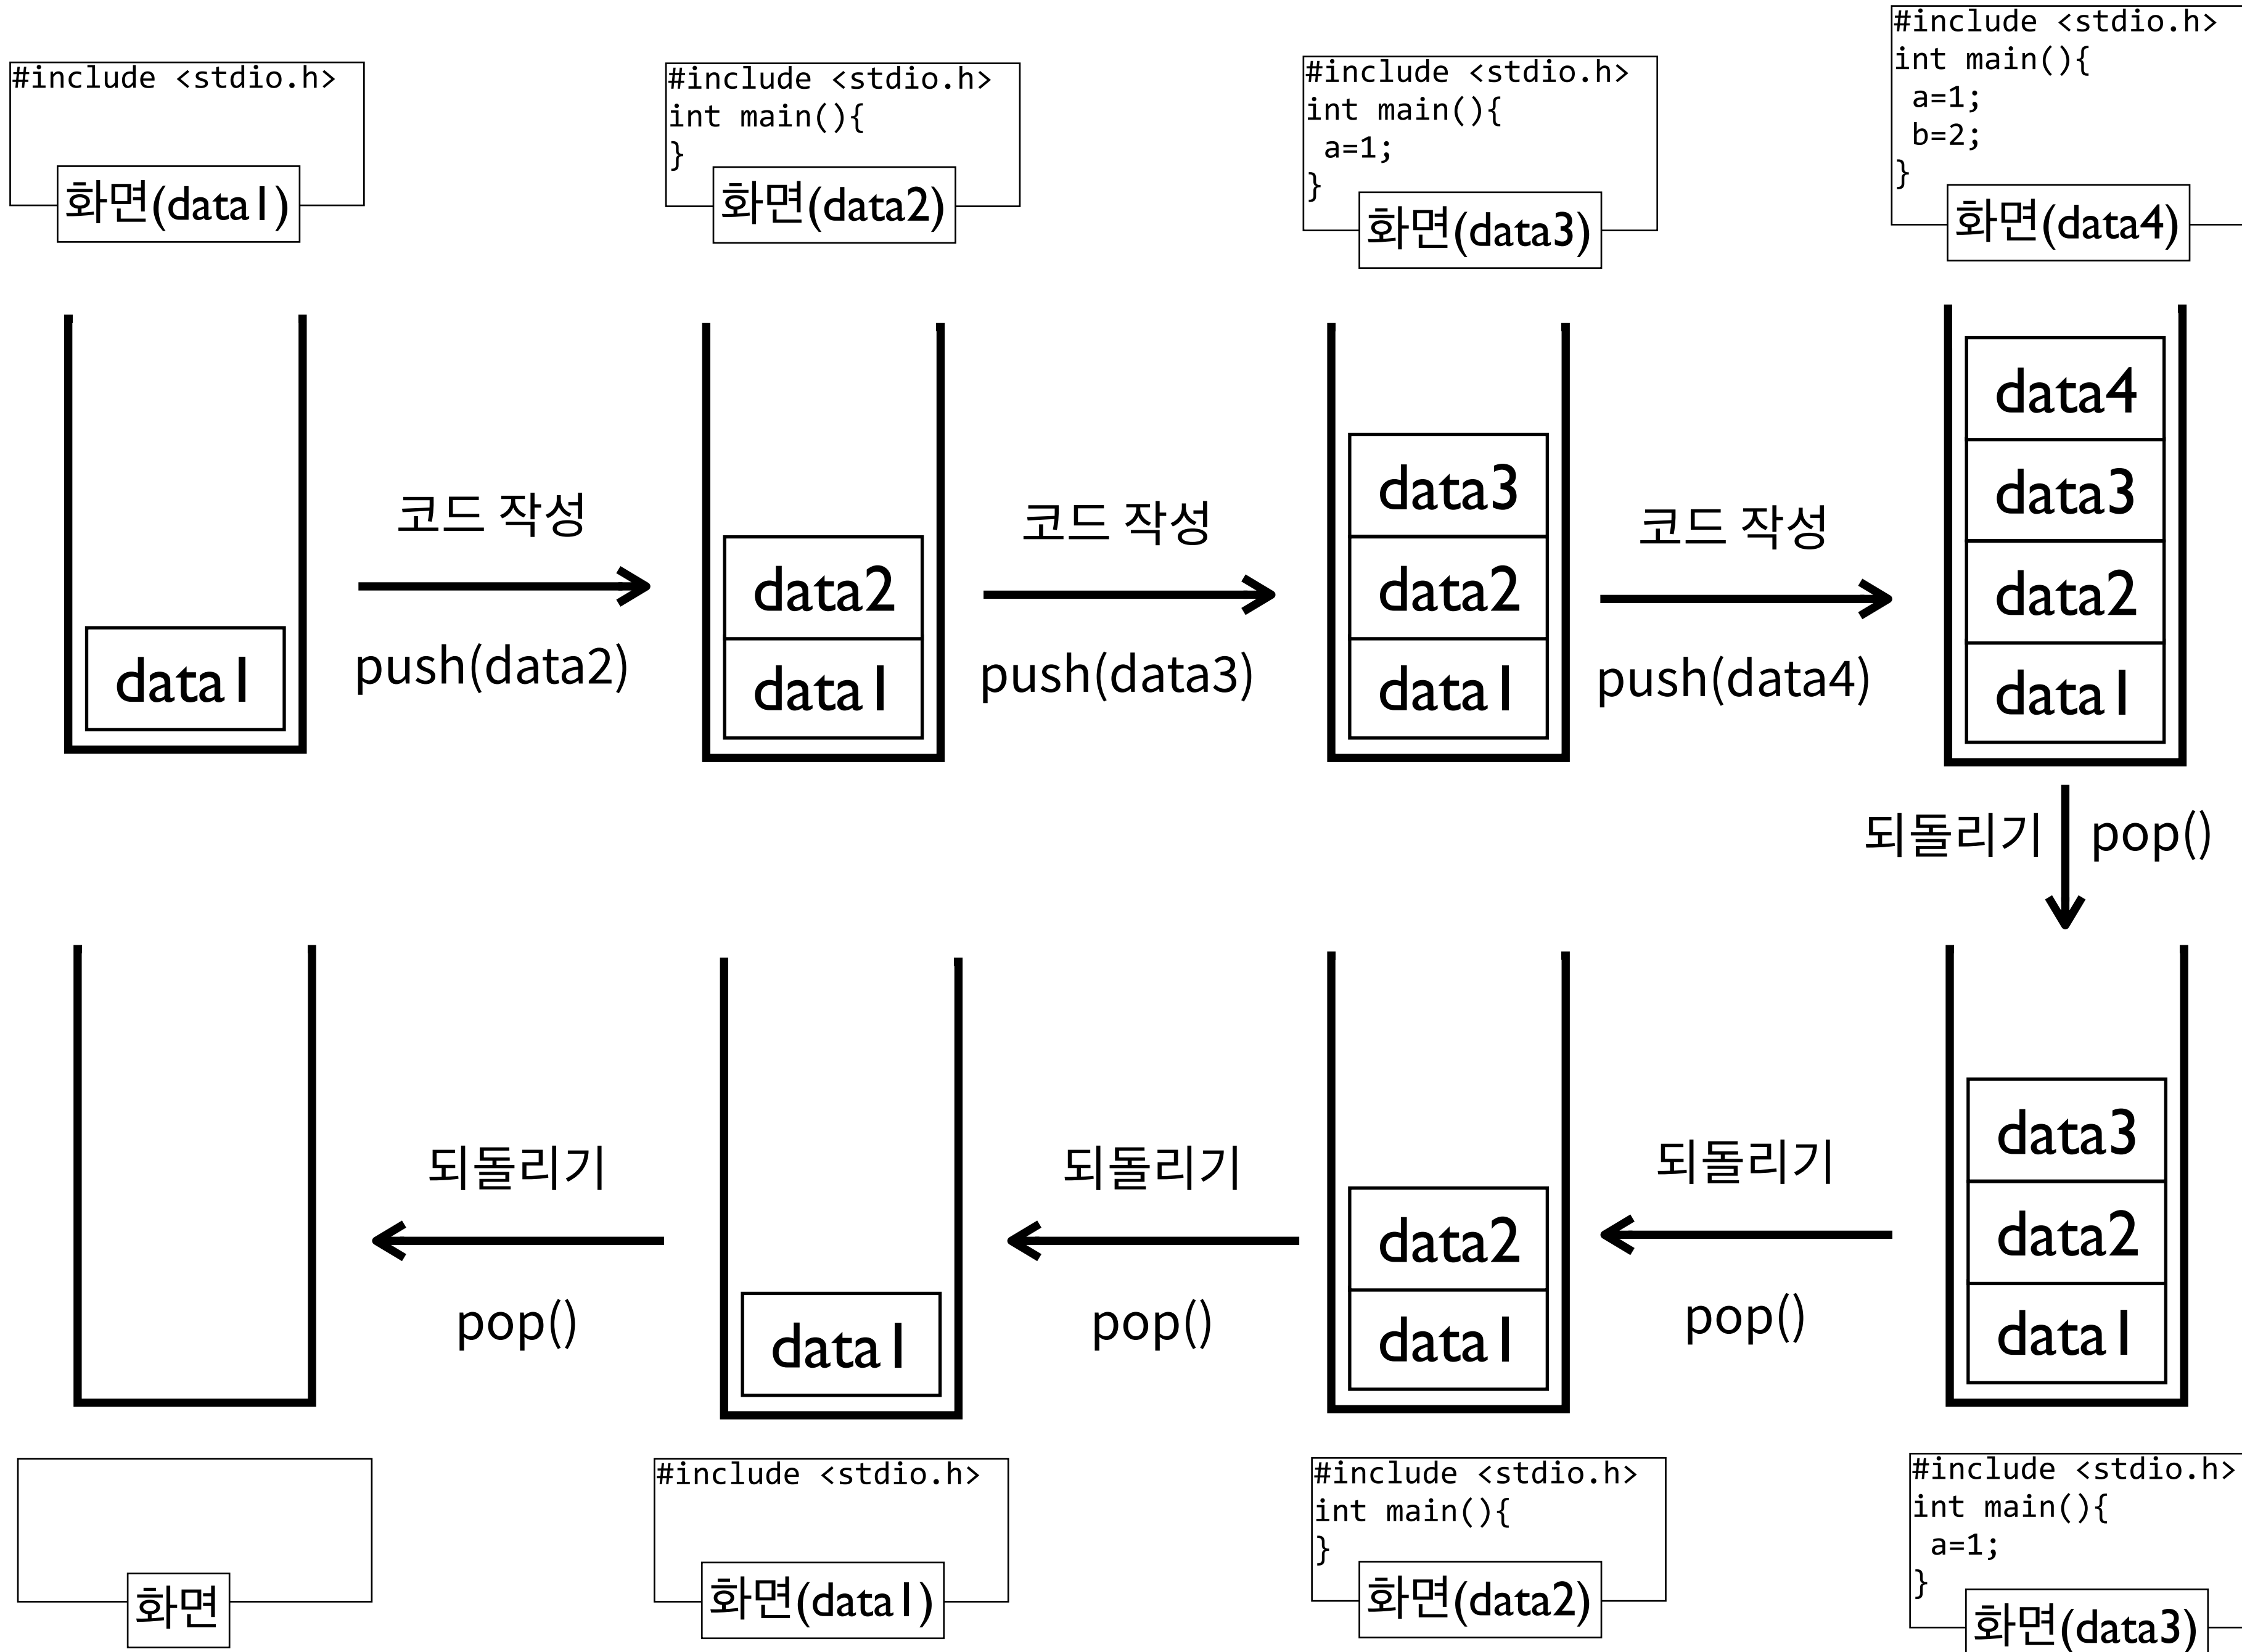 #include <stdio.h>
화면(data1)
#include <stdio.h>
int main(){
}
화면(data2)
#include <stdio.h>
int main(){
 a=1;
}
화면(data3)
#include <stdio.h>
int main(){
 a=1;
 b=2;
}
화면(data4)
data1
코드 작성
push(data2)
data2
data1
코드 작성
push(data3)
data3
data2
data1
코드 작성
push(data4)
data4
data3
data2
data1
되돌리기
pop()
data3
data2
data1
되돌리기
pop()
data2
data1
되돌리기
pop()
data1
되돌리기
pop()
화면
#include <stdio.h>
화면(data1)
#include <stdio.h>
int main(){
}
화면(data2)
#include <stdio.h>
int main(){
 a=1;
}
화면(data3)